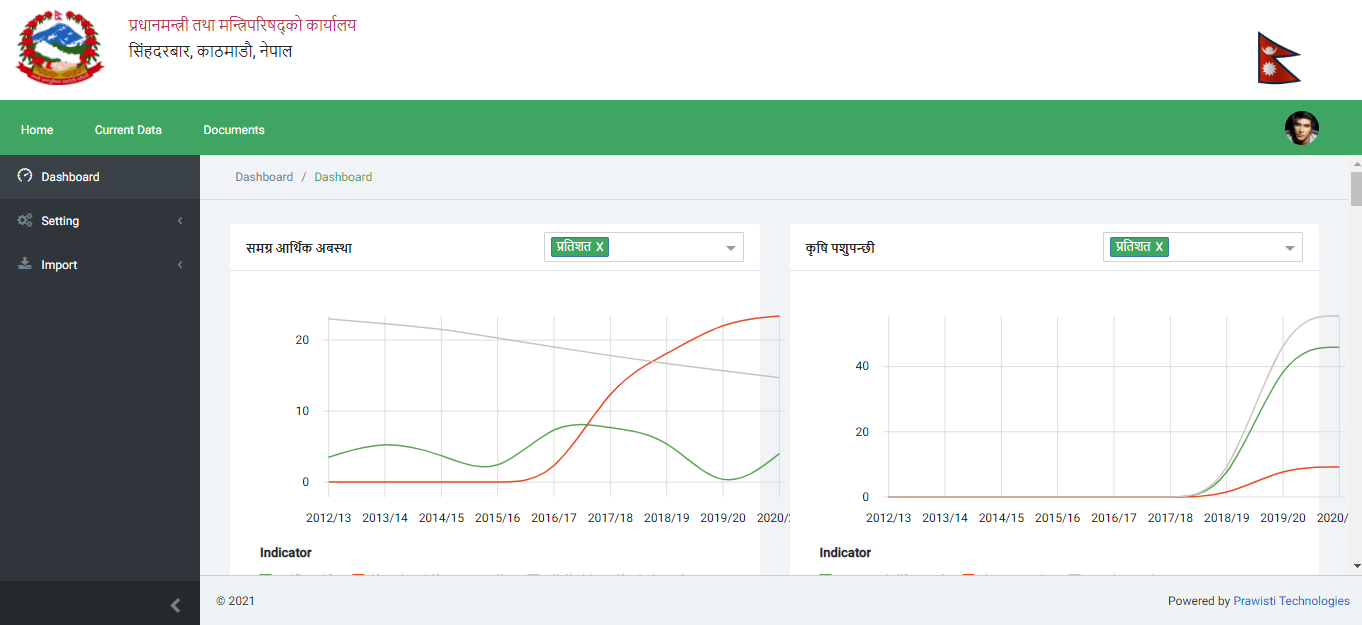 प्रधानमन्त्री तथा मन्त्रिपरिषद्को कार्यालय
सिंहदरबार, काठमाडौ, नेपाल
Home Current Data Documents
Dashboard
Setting
Import
Dashboard / Dashboard
समग्र आर्थिक अबस्था
प्रतिशत X
20
10
0
2012/13 2013/14 2014/15 2015/16 2016/17 2017/18 2018/19 2019/20 2020/
Indicator
कृषि पशुपन्छी
प्रतिशत X
40
20
0
2012/13 2013/14 2014/15 2015/16 2016/17 2017/18 2018/19 2019/20 2020/
Indicator
© 2021
Powered by Prawisti Technologies